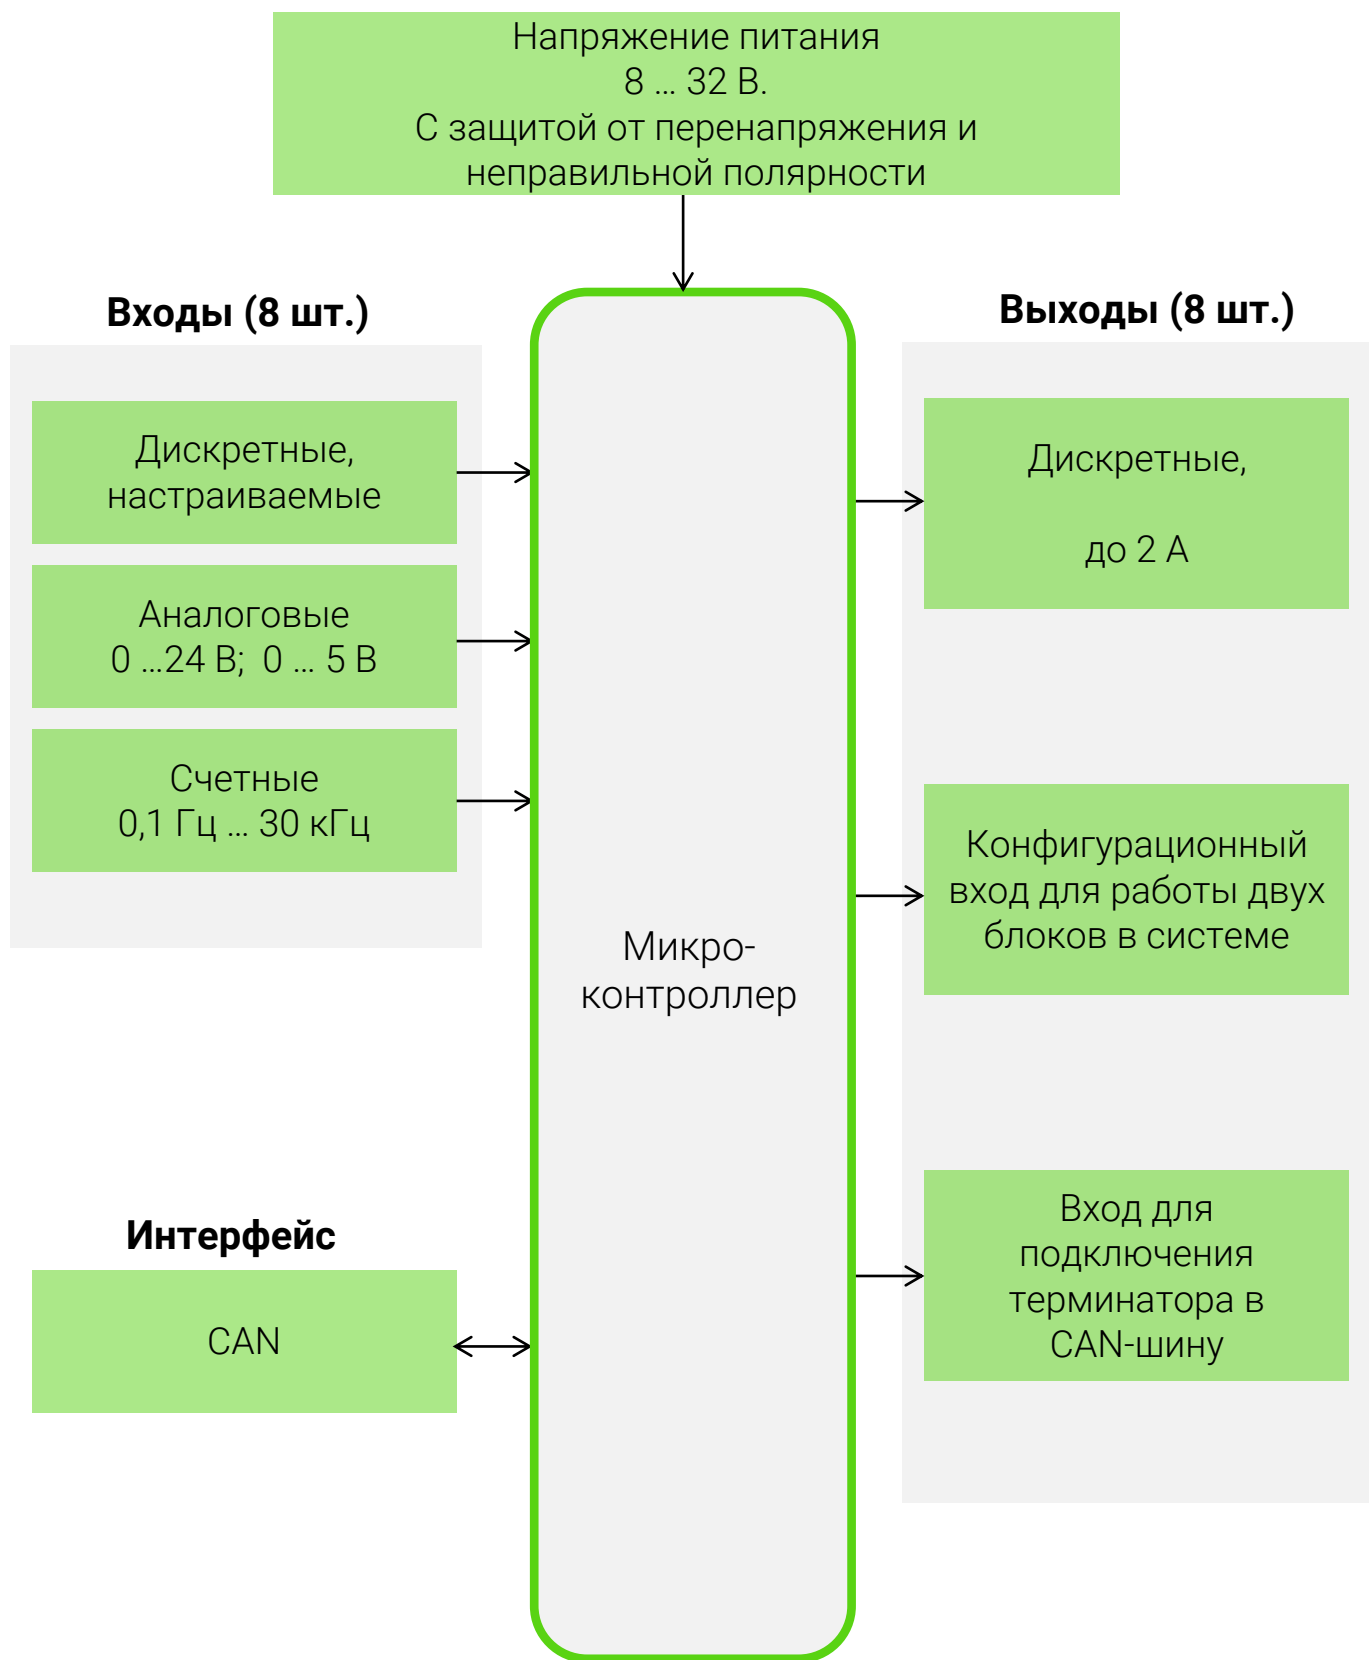 Напряжение питания
8 ... 32 В.
С защитой от перенапряжения и
неправильной полярности
Входы (8 шт.)
Дискретные,
настраиваемые
Аналоговые
0 ...24 В;  0 ... 5 В
Счетные
0,1 Гц ... 30 кГц
Интерфейс
CAN
Микро-
контроллер
Выходы (8 шт.)
Дискретные,
до 2 А
Конфигурационный
вход для работы двух
блоков в системе
Вход для
подключения
терминатора в
CAN-шину